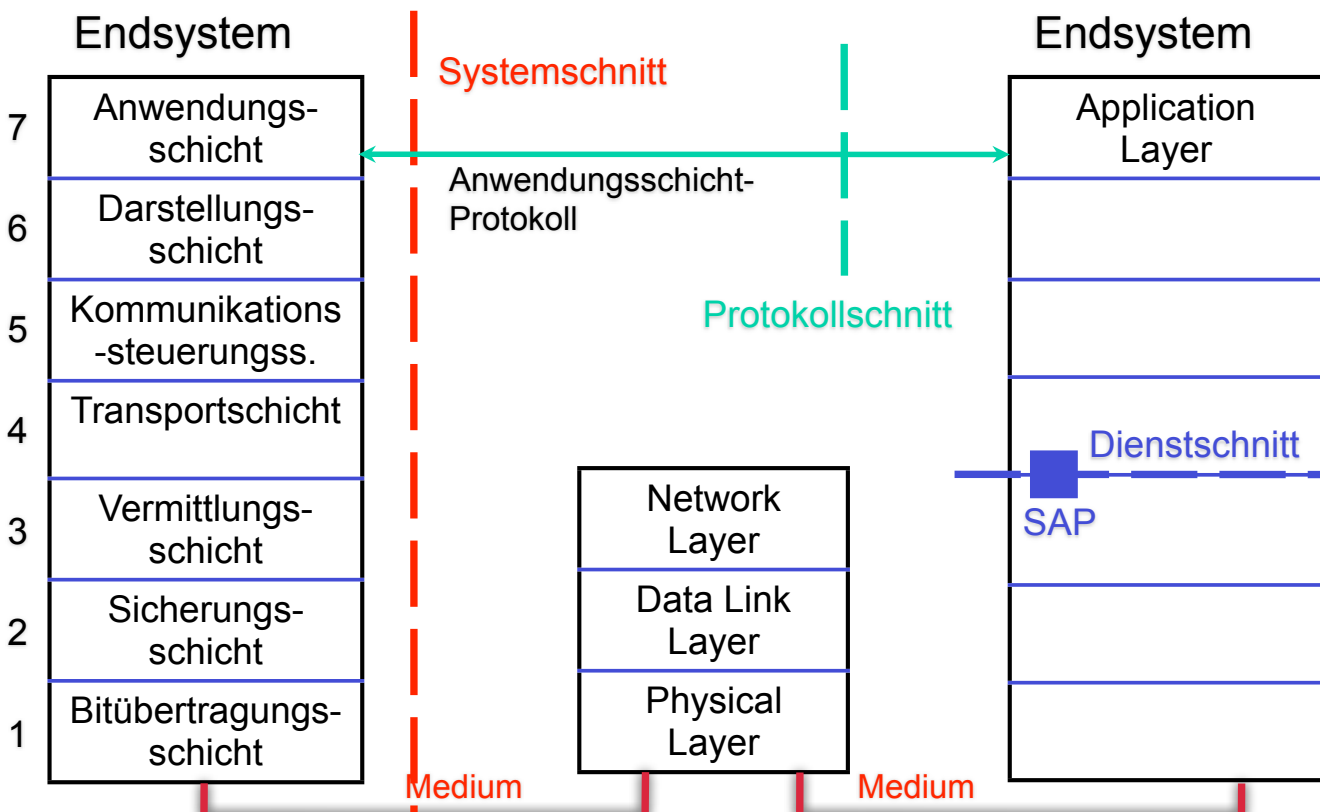 Endsystem
Endsystem
Systemschnitt
7
Anwendungs-
schicht
Application
Layer
Anwendungsschicht-
Protokoll
6
Darstellungs-
schicht
5
Kommunikations
-steuerungss.
Protokollschnitt
4
Transportschicht
Dienstschnitt
SAP
3
Vermittlungs-
schicht
Network
Layer
2
Sicherungs-
schicht
Data Link
Layer
1
Bitübertragungs-
schicht
Physical
Layer
Medium
Medium